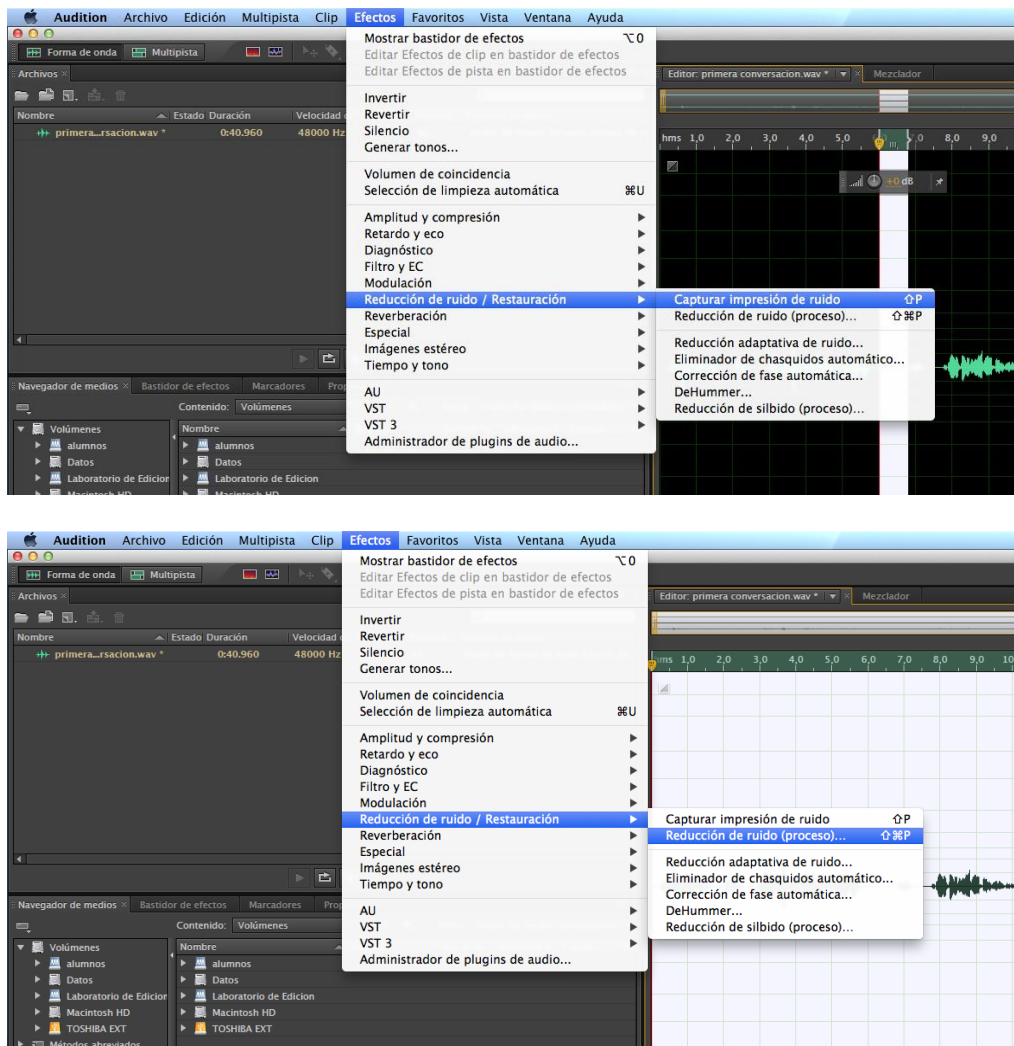 Audition Archivo Edición Multipista Clip Efectos Favoritos Vista Ventana Ayuda
Forma de onda Multipista
Archivos
Nombre Estado Duración Velocidad
primera...rsacion.wav * 0:40.960 48000 Hz
Mostrar bastidor de efectos ⌥0
Editar Efectos de clip en bastidor de efectos
Editar Efectos de pista en bastidor de efectos
Invertir
Revertir
Silencio
Generar tonos...
Volumen de coincidencia
Selección de limpieza automática ⌘U
Amplitud y compresión
Retardo y eco
Diagnóstico
Filtro y EC
Modulación
Reducción de ruido / Restauración
Reverberación
Especial
Imágenes estéreo
Tiempo y tono
AU
VST
VST 3
Administrador de plugins de audio...
Capturar impresión de ruido ⇧P
Reducción de ruido (proceso)... ⇧⌘P
Reducción adaptativa de ruido...
Eliminador de chasquidos automático...
Corrección de fase automática...
DeHummer...
Reducción de silbido (proceso)...
Editor: primera conversacion.wav * Mezclador
hms 1,0 2,0 3,0 4,0 5,0 8,0 9,0
+0 dB
Navegador de medios Bastidor de efectos Marcadores
Contenido: Volúmenes
Volúmenes Nombre
alumnos alumnos
Datos Datos
Laboratorio de Edicior Laboratorio de Edicion
Macintosh HD Macintosh HD
Audition Archivo Edición Multipista Clip Efectos Favoritos Vista Ventana Ayuda
Forma de onda Multipista
Archivos
Nombre Estado Duración Velocidad
primera...rsacion.wav * 0:40.960 48000 Hz
Mostrar bastidor de efectos ⌥0
Editar Efectos de clip en bastidor de efectos
Editar Efectos de pista en bastidor de efectos
Invertir
Revertir
Silencio
Generar tonos...
Volumen de coincidencia
Selección de limpieza automática ⌘U
Amplitud y compresión
Retardo y eco
Diagnóstico
Filtro y EC
Modulación
Reducción de ruido / Restauración
Reverberación
Especial
Imágenes estéreo
Tiempo y tono
AU
VST
VST 3
Administrador de plugins de audio...
Capturar impresión de ruido ⇧P
Reducción de ruido (proceso)... ⇧⌘P
Reducción adaptativa de ruido...
Eliminador de chasquidos automático...
Corrección de fase automática...
DeHummer...
Reducción de silbido (proceso)...
Editor: primera conversacion.wav * Mezclador
1,0 2,0 3,0 4,0 5,0 6,0 7,0 8,0 9,0 10
Navegador de medios Bastidor de efectos Marcadores
Contenido: Volúmenes
Volúmenes Nombre
alumnos alumnos
Datos Datos
Laboratorio de Edicior Laboratorio de Edicion
Macintosh HD Macintosh HD
TOSHIBA EXT TOSHIBA EXT
Métodos abreviados